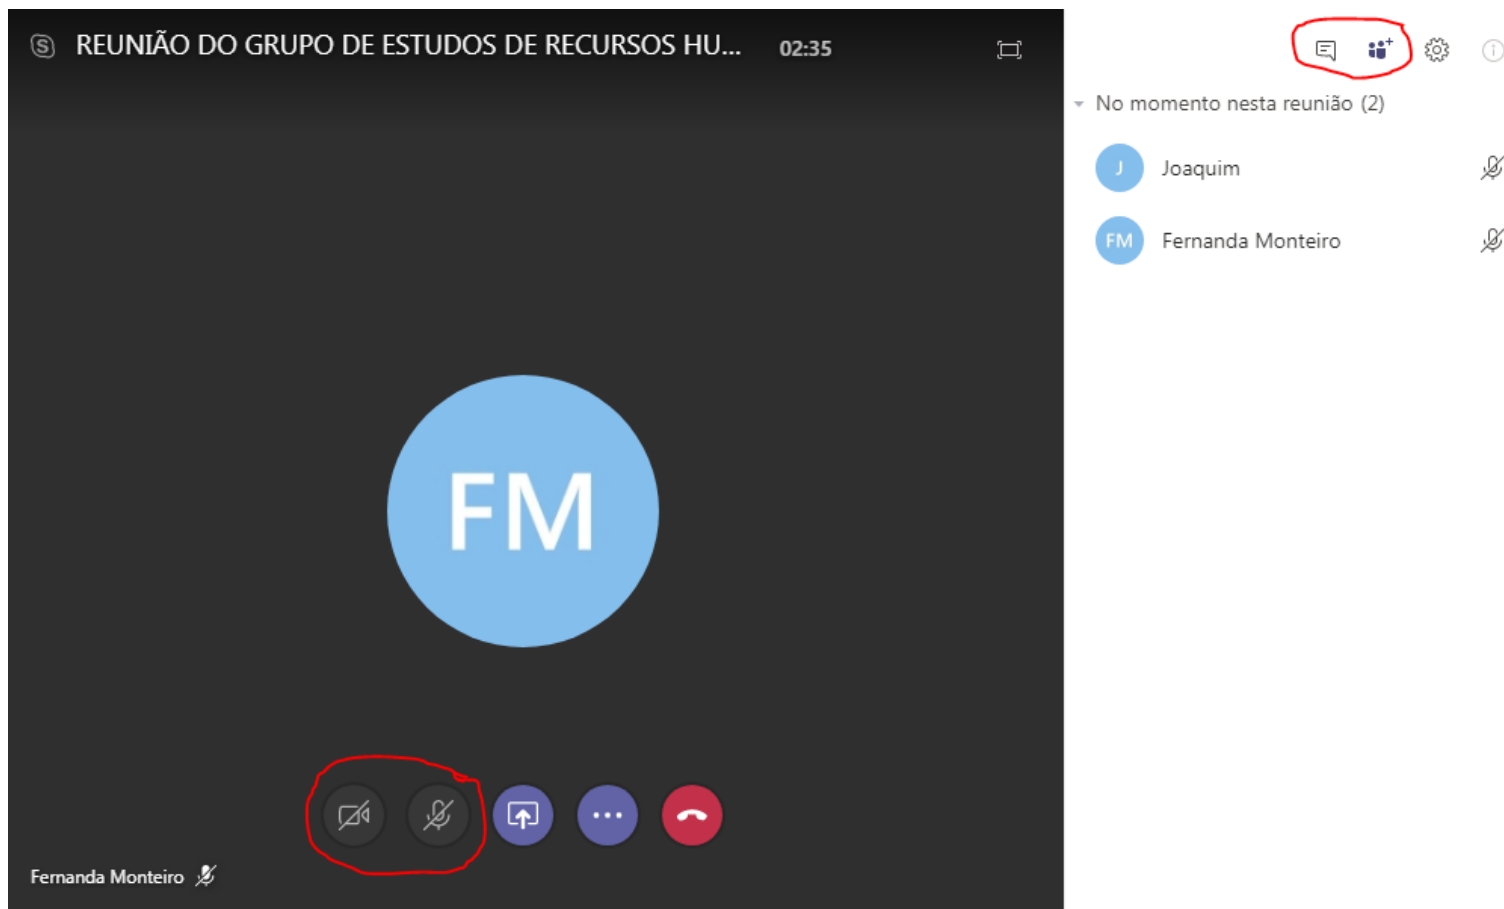 REUNIÃO DO GRUPO DE ESTUDOS DE RECURSOS HU... 02:35
No momento nesta reunião (2)
J Joaquim
FM Fernanda Monteiro
FM
Fernanda Monteiro